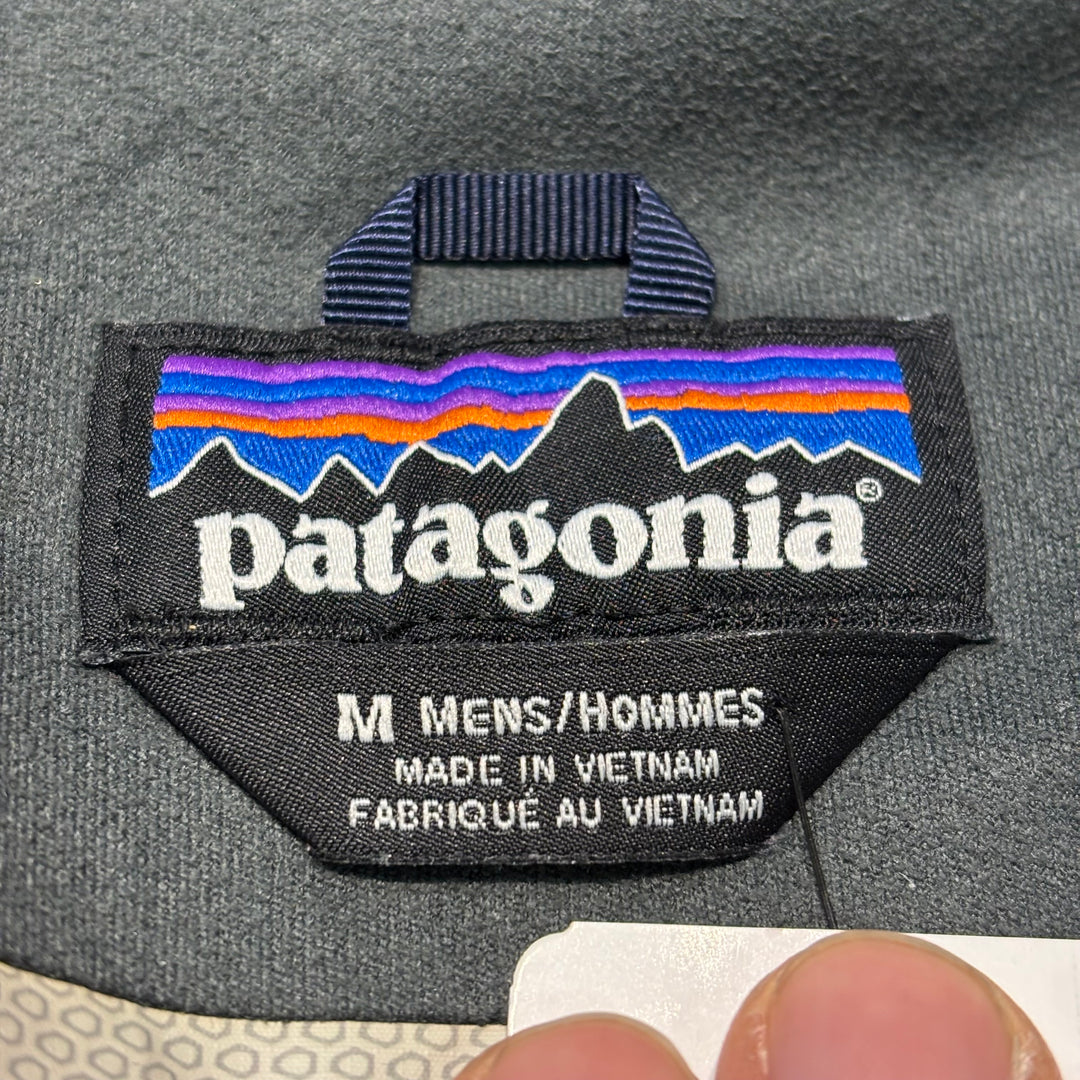 patagonia®
M MENS/HOMMES
MADE IN VIETNAM
FABRIQUÉ AU VIETNAM